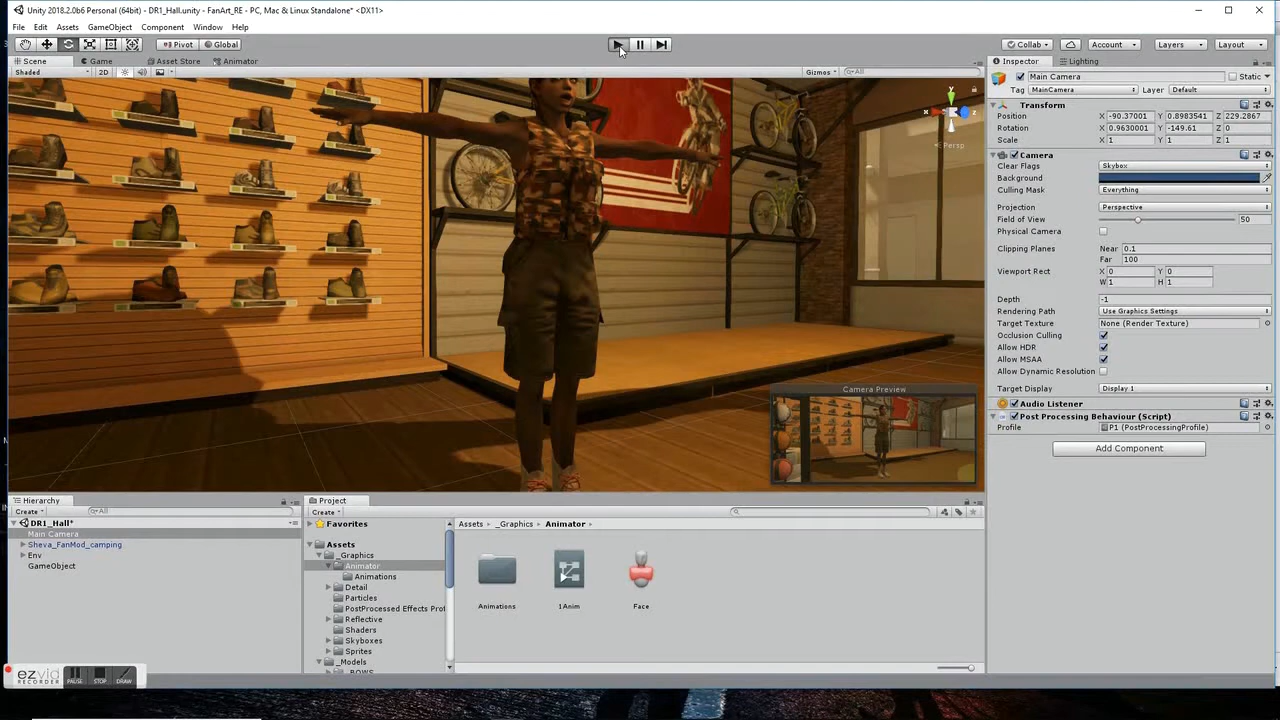 Unity 2018.2.0b6 Personal (64bit) - DR1_Hall.unity - FanArt_RE - PC, Mac & Linux Standalone* <DX11>
File Edit Assets GameObject Component Window Help
Pivot Global Collab Account Layers Layout
Scene Game Asset Store Animator
Shaded 2D Gizmos All
y
x z
Persp
Camera Preview
Inspector Lighting
Main Camera Static
Tag MainCamera Layer Default
Transform
Position X -90.37001 Y 0.8983541 Z 229.2867
Rotation X 0.9630001 Y -149.61 Z 0
Scale X 1 Y 1 Z 1
Camera
Clear Flags Skybox
Background
Culling Mask Everything
Projection Perspective
Field of View 50
Physical Camera
Clipping Planes Near 0.1
Far 100
Viewport Rect X 0 Y 0
W 1 H 1
Depth -1
Rendering Path Use Graphics Settings
Target Texture None (Render Texture)
Occlusion Culling
Allow HDR
Allow MSAA
Allow Dynamic Resolution
Target Display Display 1
Audio Listener
Post Processing Behaviour (Script)
Profile P1 (PostProcessingProfile)
Add Component
Hierarchy
Create All
DR1_Hall*
Main Camera
Sheva_FanMod_camping
Env
GameObject
Project
Create
Favorites
Assets
_Graphics
Animator
Animations
Detail
Particles
PostProcessed Effects Prof
Reflective
Shaders
Skyboxes
Sprites
_Models
_BOWS
Assets _Graphics Animator
Animations 1Anim Face
ezvid
RECORDER
PAUSE STOP DRAW